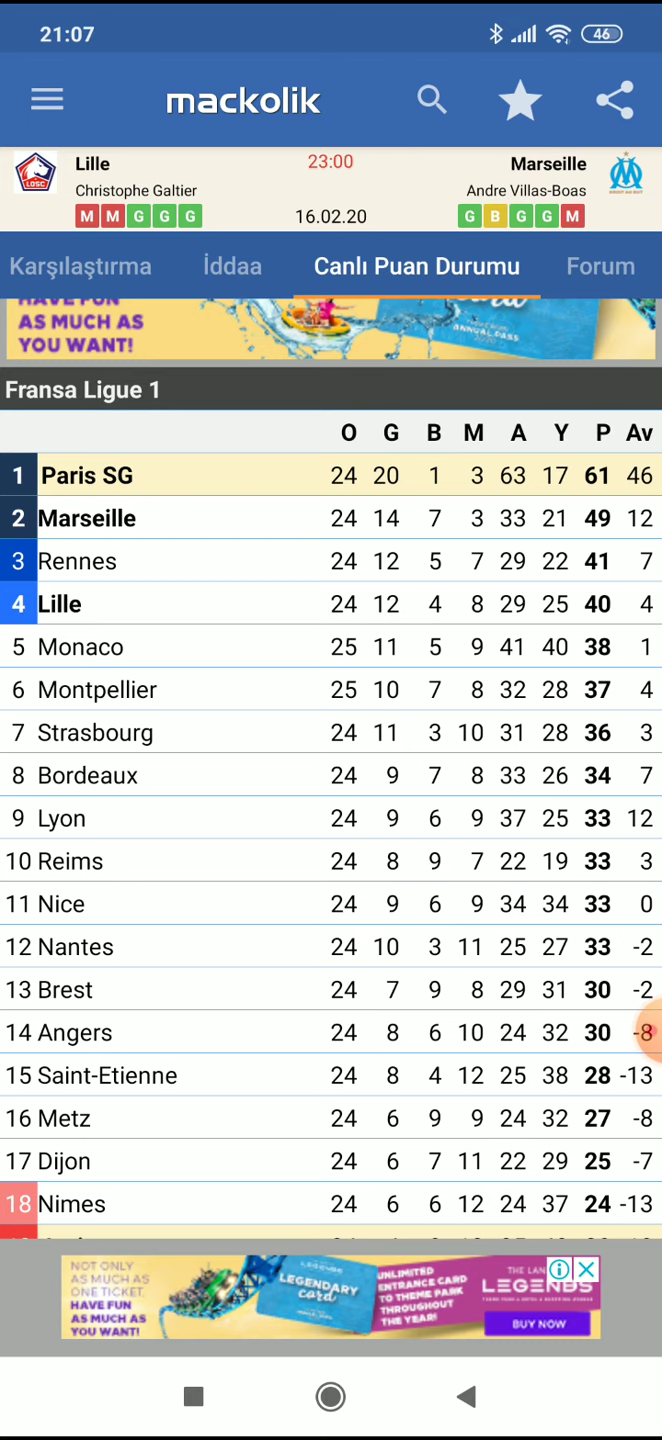 21:07 46
mackolik
Lille 23:00 Marseille
Christophe Galtier Andre Villas-Boas
M M G G G 16.02.20 G B G G M
LOSC
Karşılaştırma İddaa Canlı Puan Durumu Forum
HAVE FUN
AS MUCH AS
YOU WANT!
card
ANNUAL PASS
2020
Fransa Ligue 1
O G B M A Y P Av
1 Paris SG 24 20 1 3 63 17 61 46
2 Marseille 24 14 7 3 33 21 49 12
3 Rennes 24 12 5 7 29 22 41 7
4 Lille 24 12 4 8 29 25 40 4
5 Monaco 25 11 5 9 41 40 38 1
6 Montpellier 25 10 7 8 32 28 37 4
7 Strasbourg 24 11 3 10 31 28 36 3
8 Bordeaux 24 9 7 8 33 26 34 7
9 Lyon 24 9 6 9 37 25 33 12
10 Reims 24 8 9 7 22 19 33 3
11 Nice 24 9 6 9 34 34 33 0
12 Nantes 24 10 3 11 25 27 33 -2
13 Brest 24 7 9 8 29 31 30 -2
14 Angers 24 8 6 10 24 32 30 -8
15 Saint-Etienne 24 8 4 12 25 38 28 -13
16 Metz 24 6 9 9 24 32 27 -8
17 Dijon 24 6 7 11 22 29 25 -7
18 Nimes 24 6 6 12 24 37 24 -13
NOT ONLY
AS MUCH AS
ONE TICKET,
HAVE FUN
AS MUCH AS
YOU WANT!
LEGENDS
LEGENDARY
card
UNLIMITED
ENTRANCE CARD
TO THEME PARK
THROUGHOUT
THE YEAR!
THE LAN
LEGENDS
BUY NOW